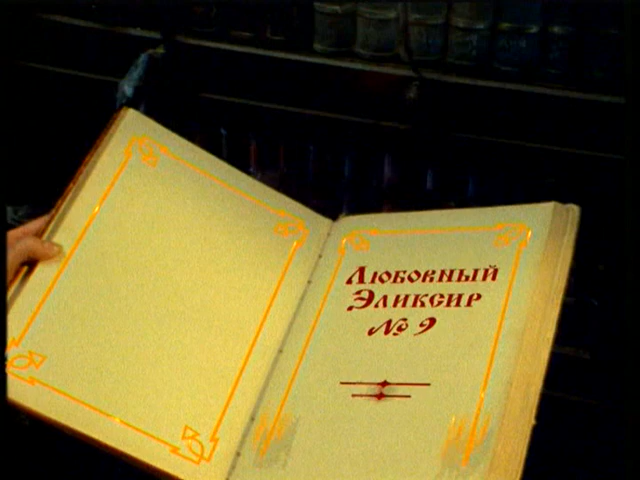 Любовный
Эликсир
№ 9